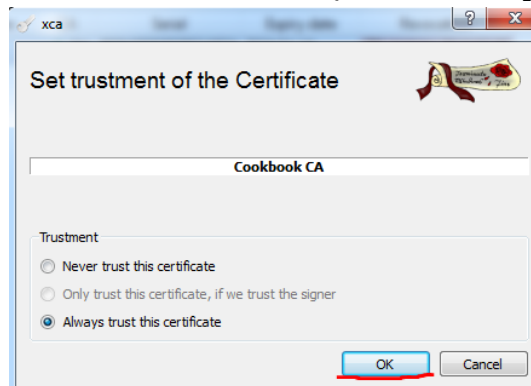 xca
Set trustment of the Certificate
Cookbook CA
Trustment
Never trust this certificate
Only trust this certificate, if we trust the signer
Always trust this certificate
OK
Cancel